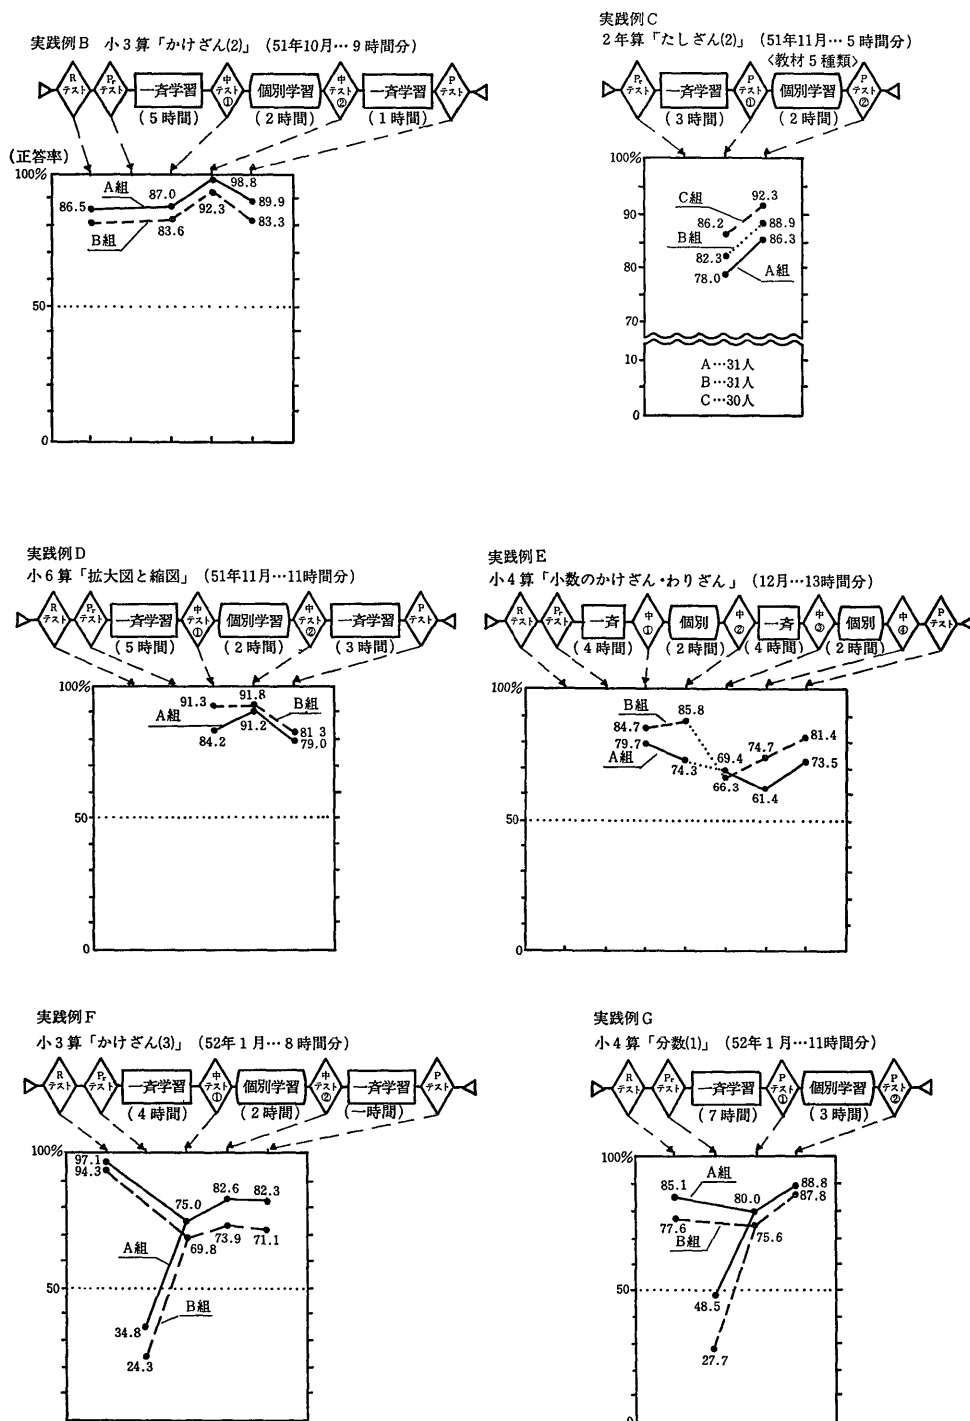 実践例B 小3算「かけざん(2)」(51年10月…9時間分)
Rテスト Prテスト 一斉学習 中テスト① 個別学習 中テスト② 一斉学習 Pテスト
(5時間) (2時間) (1時間)
(正答率)
100%
A組 87.0 98.8
86.5 89.9
92.3
B組 83.6 83.3
50
0
実践例C
2年算「たしざん(2)」(51年11月…5時間分)
<教材5種類>
Prテスト 一斉学習 Pテスト① 個別学習 Pテスト②
(3時間) (2時間)
100%
C組 92.3
90
86.2 88.9
B組 86.3
82.3
80 78.0 A組
70
10
A…31人
B…31人
C…30人
0
実践例D
小6算「拡大図と縮図」(51年11月…11時間分)
Rテスト Prテスト 一斉学習 中テスト① 個別学習 中テスト② 一斉学習 Pテスト
(5時間) (2時間) (3時間)
100%
91.3 91.8 B組
A組 91.2 81 3
84.2 79.0
50
0
実践例E
小4算「小数のかけざん・わりざん」(12月…13時間分)
Rテスト Prテスト 一斉 中① 個別 中② 一斉 中③ 個別 中④ Pテスト
(4時間) (2時間) (4時間) (2時間)
100%
B組 85.8
84.7
79.7 69.4 74.7 81.4
A組 74.3 73.5
66.3
61.4
50
0
実践例F
小3算「かけざん(3)」(52年1月…8時間分)
Rテスト Prテスト 一斉学習 中テスト① 個別学習 中テスト② 一斉学習 Pテスト
(4時間) (2時間) (一時間)
100%
97.1
94.3
75.0 82.6 82.3
A組 69.8 73.9 71.1
50
B組
34.8
24.3
実践例G
小4算「分数(1)」(52年1月…11時間分)
Rテスト Prテスト 一斉学習 Pテスト① 個別学習 Pテスト②
(7時間) (3時間)
100%
A組
85.1 80.0 88.8
87.8
77.6
B組 75.6
50
48.5
27.7
0